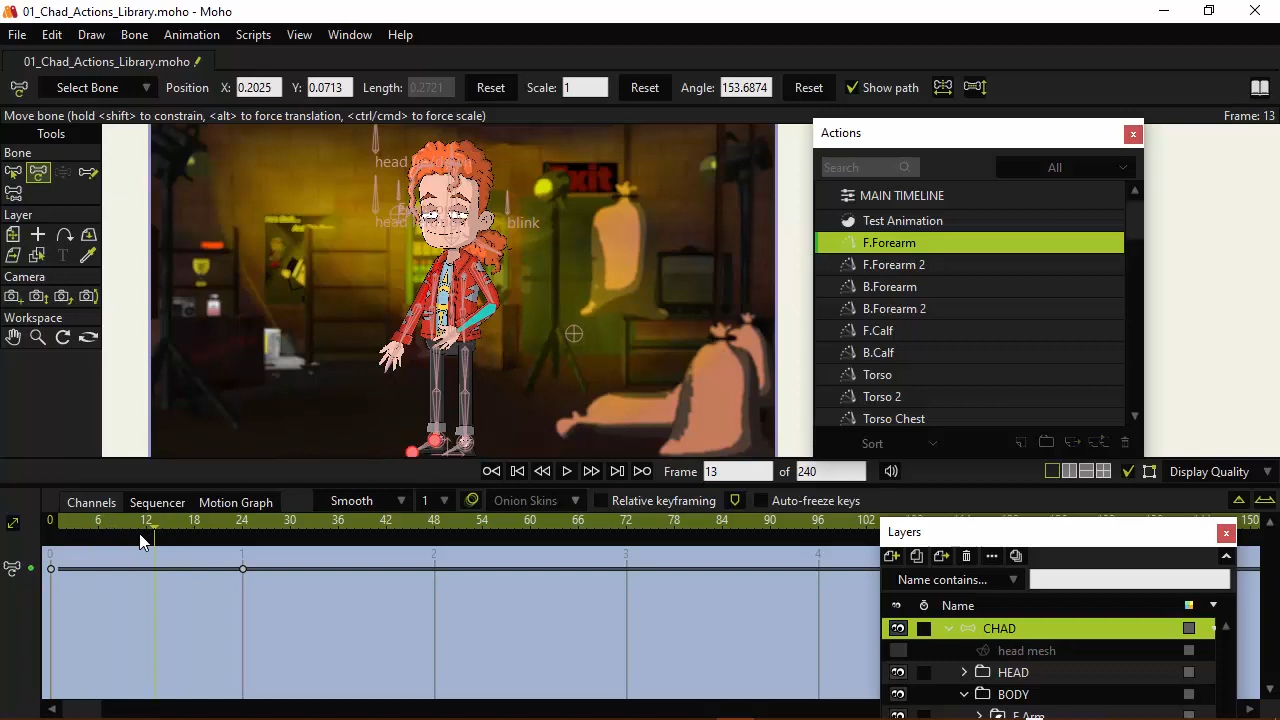 01_Chad_Actions_Library.moho - Moho
File Edit Draw Bone Animation Scripts View Window Help
01_Chad_Actions_Library.moho
Select Bone Position X: 0.2025 Y: 0.0713 Length: 0.2721 Reset Scale: 1 Reset Angle: 153.6874 Reset Show path
Move bone (hold <shift> to constrain, <alt> to force translation, <ctrl/cmd> to force scale) Frame: 13
Tools
Bone
Layer
Camera
Workspace
Exit
blink
Actions
Search All
MAIN TIMELINE
Test Animation
F.Forearm
F.Forearm 2
B.Forearm
B.Forearm 2
F.Calf
B.Calf
Torso
Torso 2
Torso Chest
Sort
Frame 13 of 240 Display Quality
Channels Sequencer Motion Graph Smooth 1 Onion Skins Relative keyframing Auto-freeze keys
0 6 12 18 24 30 36 42 48 54 60 66 72 78 84 90 96 102 150
0 1 2 3 4
Layers
Name contains...
Name
CHAD
head mesh
HEAD
BODY
F.Arm